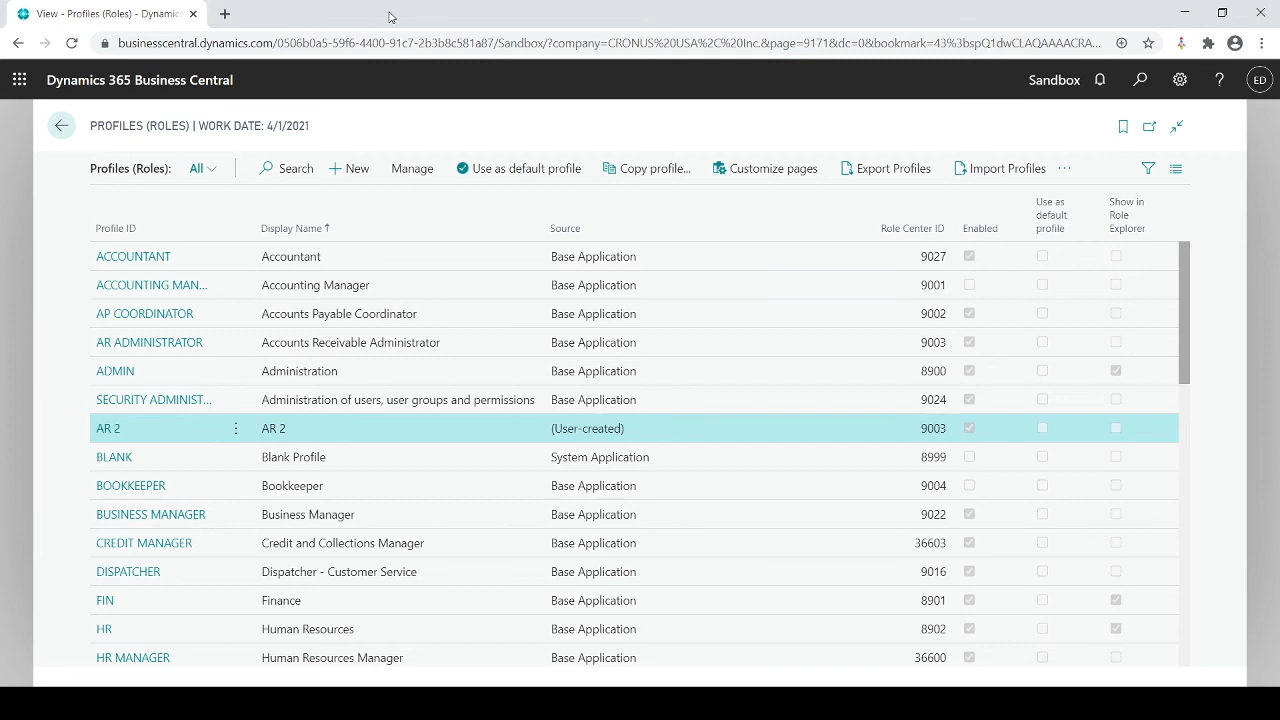 View - Profiles (Roles) - Dynamics
businesscentral.dynamics.com/0506b0a5-59f6-4400-91c7-2b3b8c581a87/Sandbox/?company=CRONUS%20USA%2C%20Inc.&page=9171&dc=0&bookmark=43%3bspQ1dwCLAQAAAACRA...
Dynamics 365 Business Central
Sandbox
?
ED
PROFILES (ROLES) | WORK DATE: 4/1/2021
Profiles (Roles): All Search + New Manage Use as default profile Copy profile... Customize pages Export Profiles Import Profiles ...
Profile ID Display Name ↑ Source Role Center ID Enabled Use as default profile Show in Role Explorer
ACCOUNTANT Accountant Base Application 9027
ACCOUNTING MAN... Accounting Manager Base Application 9001
AP COORDINATOR Accounts Payable Coordinator Base Application 9002
AR ADMINISTRATOR Accounts Receivable Administrator Base Application 9003
ADMIN Administration Base Application 8900
SECURITY ADMINIST... Administration of users, user groups and permissions Base Application 9024
AR 2 AR 2 (User-created) 9003
BLANK Blank Profile System Application 8999
BOOKKEEPER Bookkeeper Base Application 9004
BUSINESS MANAGER Business Manager Base Application 9022
CREDIT MANAGER Credit and Collections Manager Base Application 36603
DISPATCHER Dispatcher - Customer Service Base Application 9016
FIN Finance Base Application 8901
HR Human Resources Base Application 8902
HR MANAGER Human Resources Manager Base Application 36600